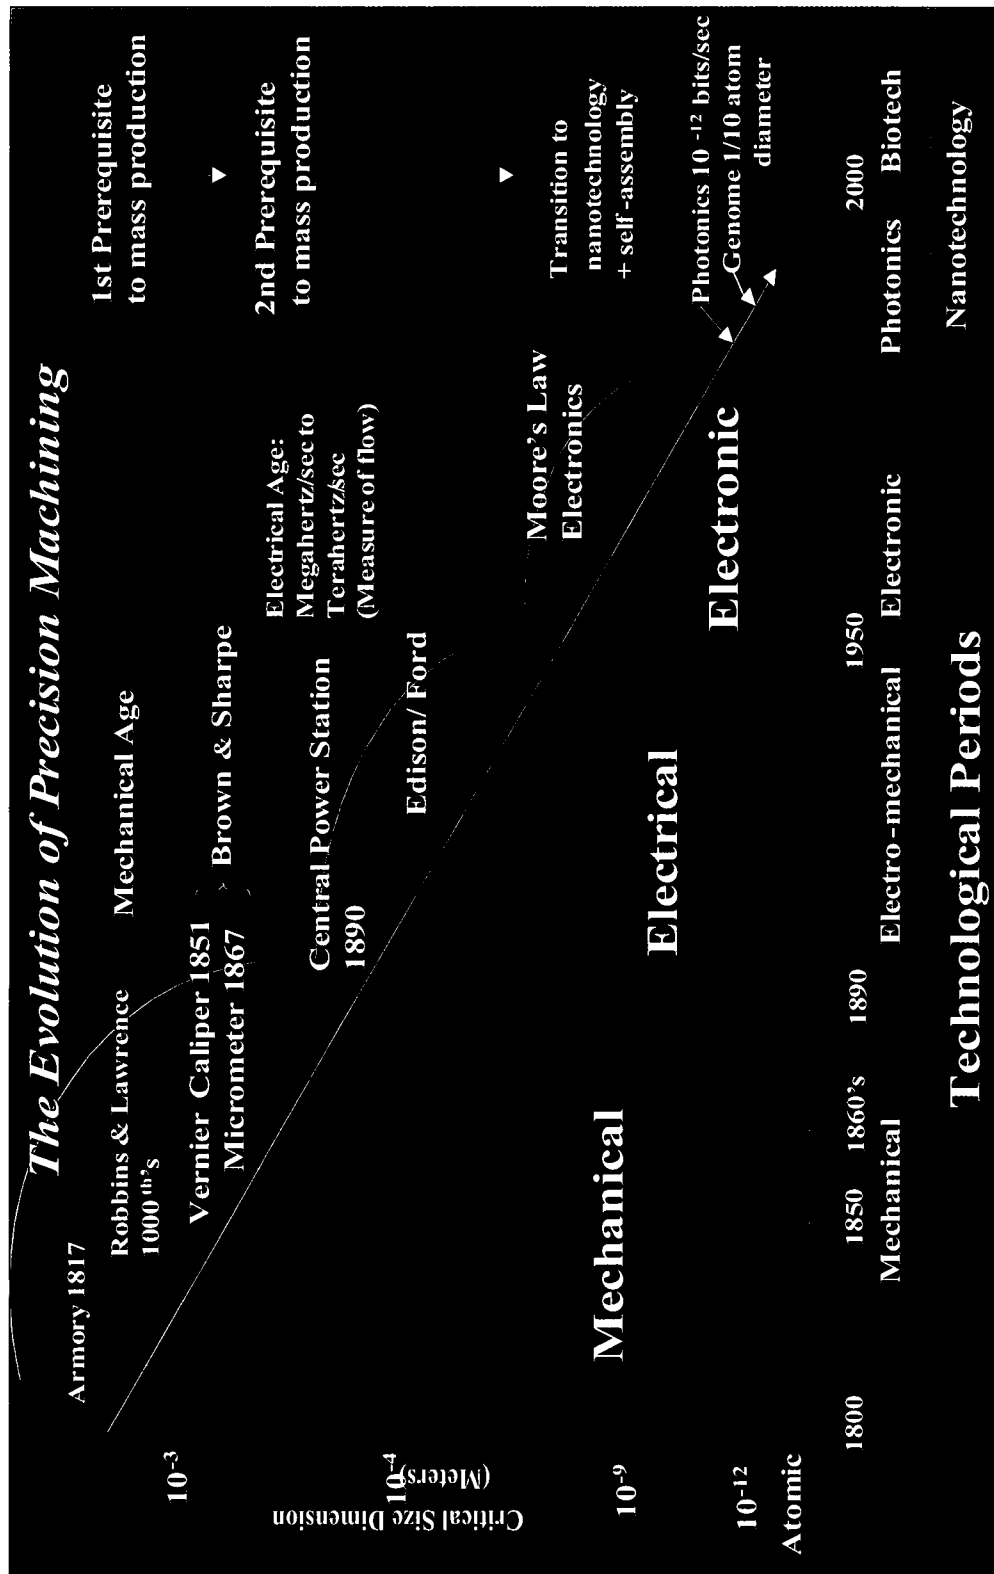 The Evolution of Precision Machining
Armory 1817
Robbins & Lawrence
1000 th's
Mechanical Age
1st Prerequisite
to mass production
Vernier Caliper 1851
Micrometer 1867
Brown & Sharpe
Electrical Age:
Megahertz/sec to
Terahertz/sec
(Measure of flow)
2nd Prerequisite
to mass production
Central Power Station
1890
Edison/ Ford
Moore's Law
Electronics
Transition to
nanotechnology
+ self-assembly
Photonics 10 -12 bits/sec
Genome 1/10 atom
diameter
Critical Size Dimension
(Meters)
10-3
10-4
10-9
10-12
Atomic
Mechanical
Electrical
Electronic
1800
1850
1860's
1890
1950
2000
Mechanical
Electro-mechanical
Electronic
Photonics
Biotech
Technological Periods
Nanotechnology